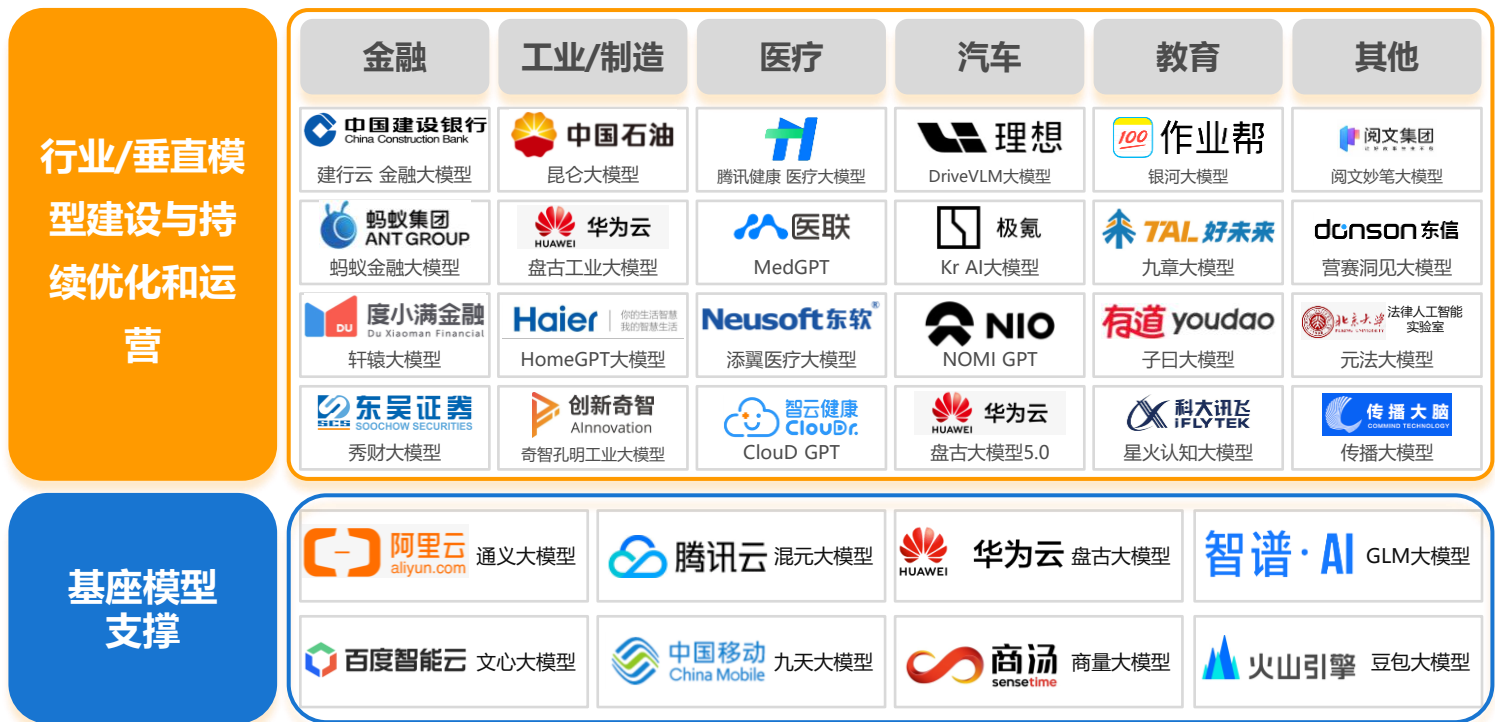 行业/垂直模
型建设与持
续优化和运
营
金融
工业/制造
医疗
汽车
教育
其他
中国建设银行
China Construction Bank
建行云 金融大模型
中国石油
昆仑大模型
腾讯健康 医疗大模型
理想
DriveVLM大模型
100
作业帮
银河大模型
阅文集团
阅文妙笔大模型
蚂蚁集团
ANT GROUP
蚂蚁金融大模型
HUAWEI
华为云
盘古工业大模型
医联
MedGPT
极氪
Kr AI大模型
TAL 好未来
九章大模型
donson 东信
营赛洞见大模型
DU
度小满金融
Du Xiaoman Financial
轩辕大模型
Haier
你的生活智慧
我的智慧生活
HomeGPT大模型
Neusoft东软®
添翼医疗大模型
NIO
NOMI GPT
有道 youdao
子曰大模型
北京大学
PEKING UNIVERSITY
法律人工智能
实验室
元法大模型
SCS
东吴证券
SOOCHOW SECURITIES
秀财大模型
创新奇智
AInnovation
奇智孔明工业大模型
智云健康
ClouDr.
ClouD GPT
HUAWEI
华为云
盘古大模型5.0
科大讯飞
iFLYTEK
星火认知大模型
传播大脑
COMMIND TECHNOLOGY
传播大模型
基座模型
支撑
阿里云
aliyun.com
通义大模型
腾讯云
混元大模型
HUAWEI
华为云
盘古大模型
智谱·AI
GLM大模型
百度智能云
文心大模型
中国移动
China Mobile
九天大模型
商汤
sensetime
商量大模型
火山引擎
豆包大模型